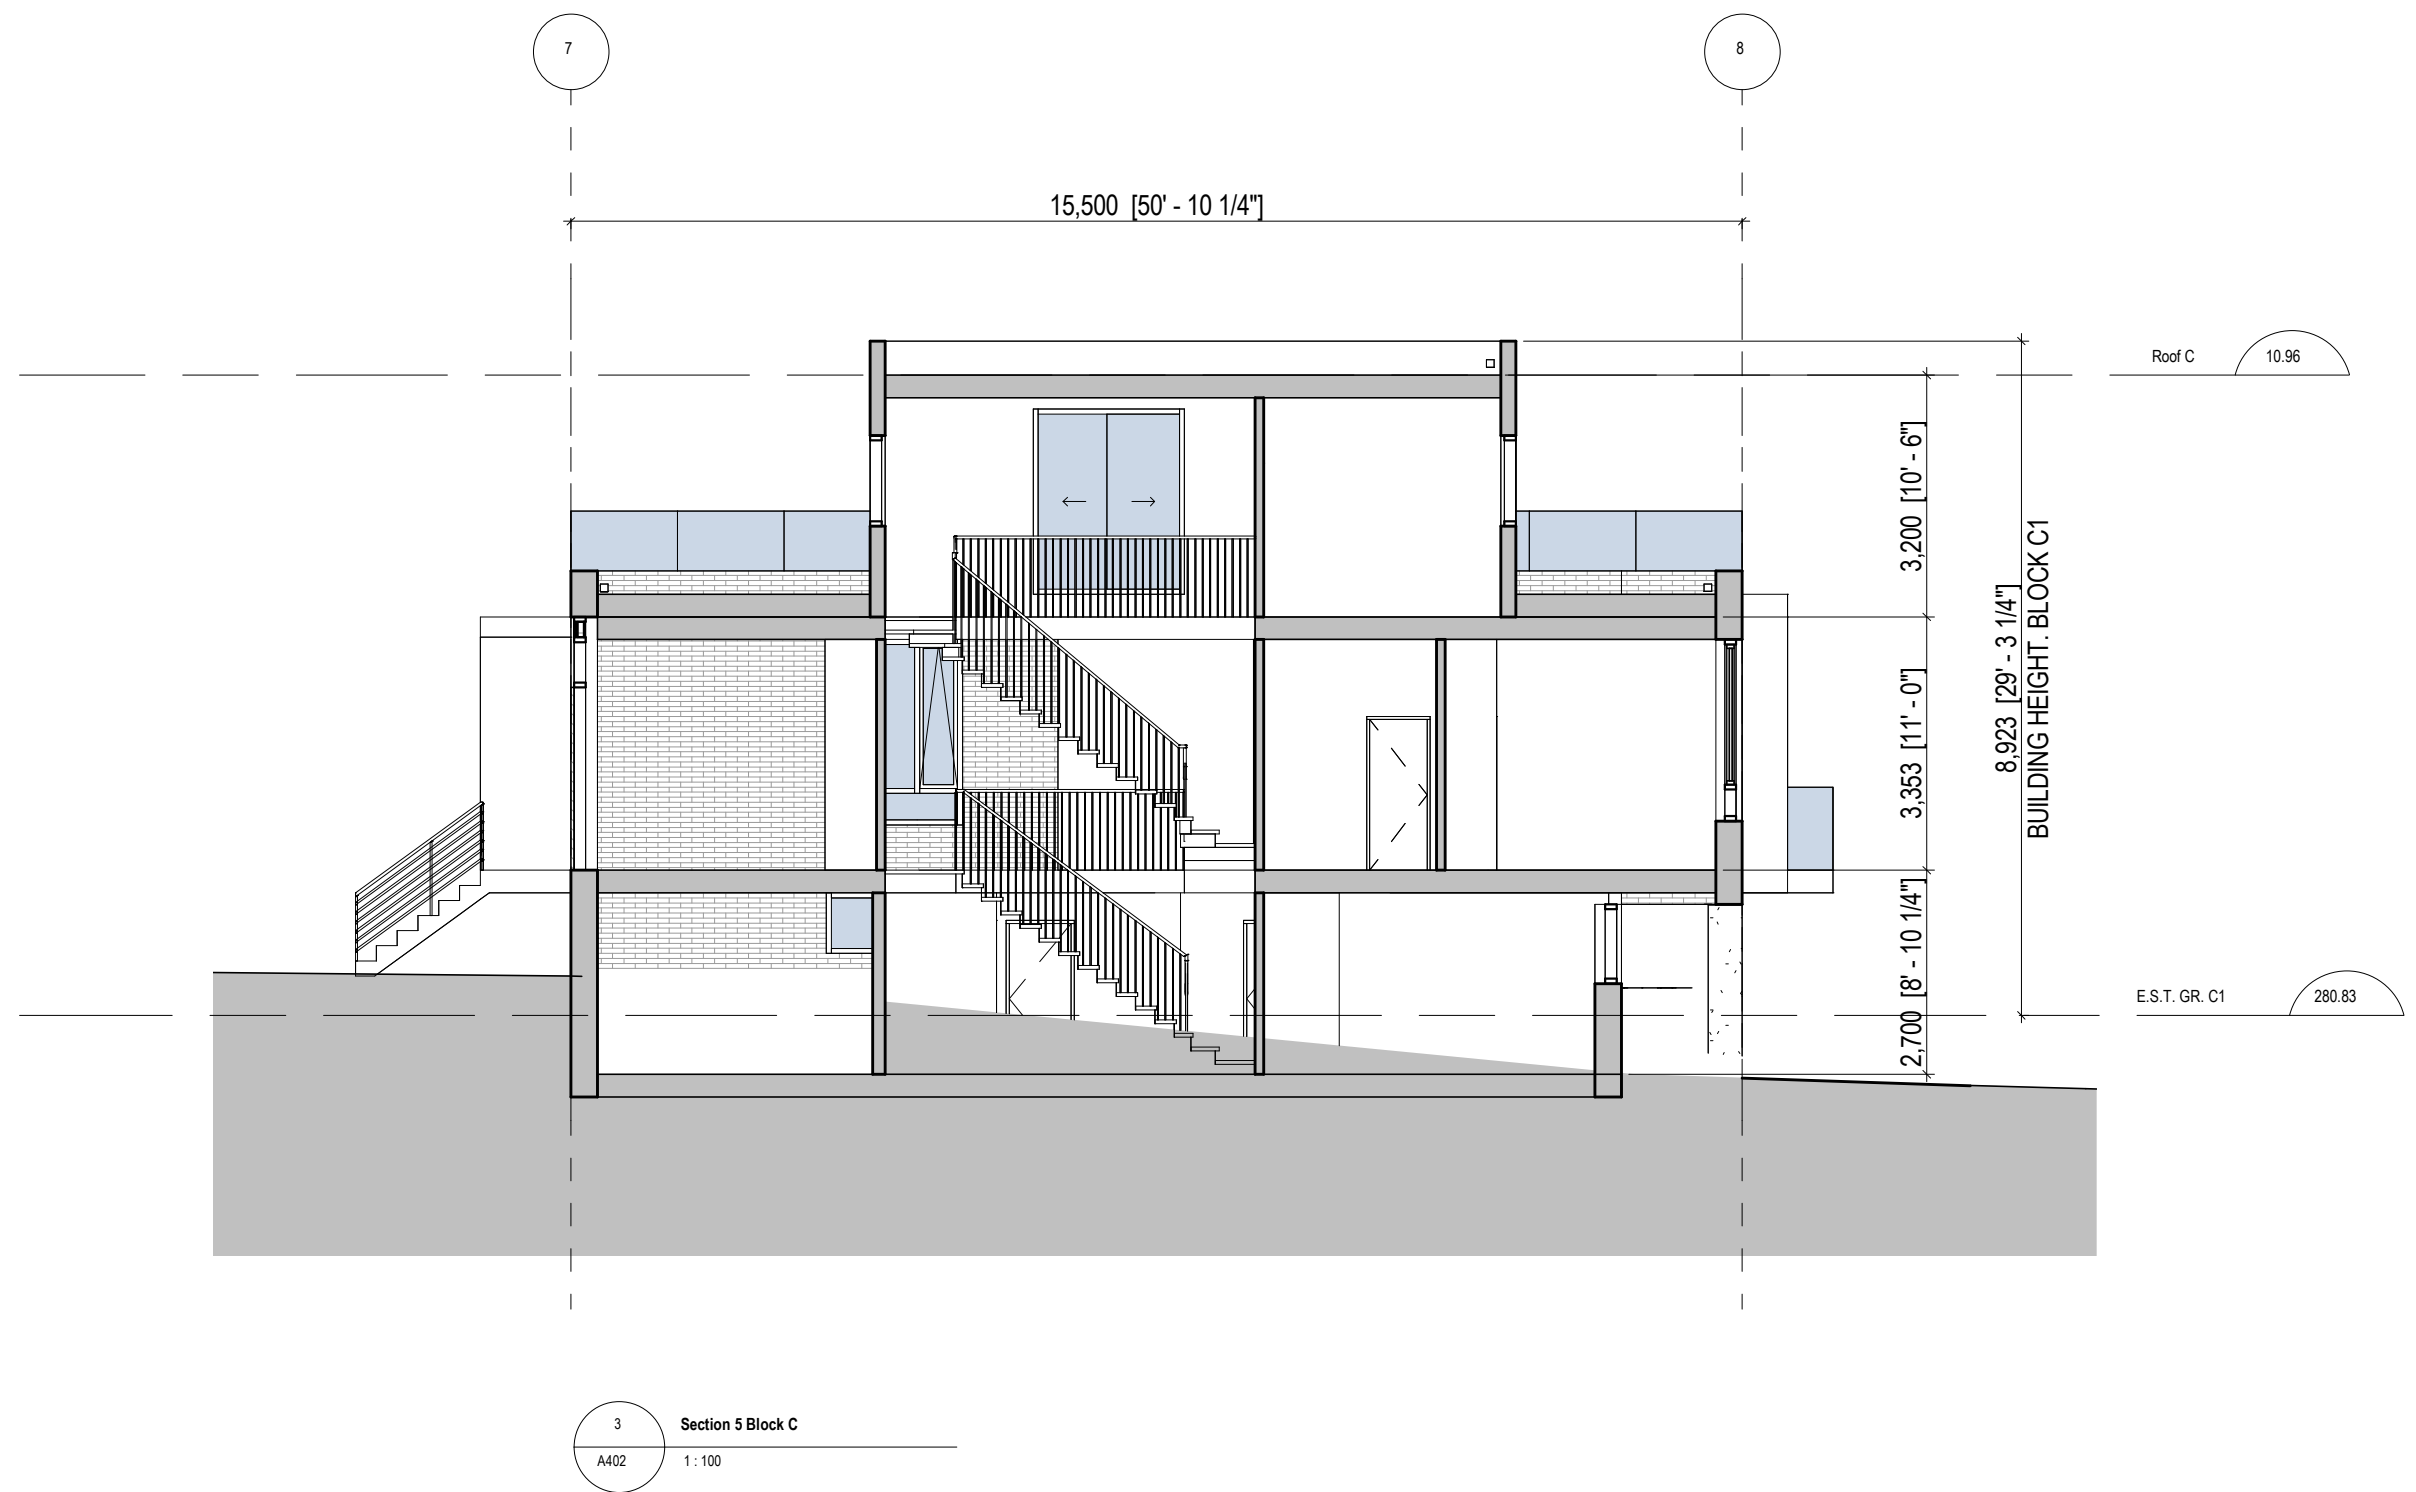 7
8
15,500 [50' - 10 1/4"]
Roof C
10.96
3,200 [10' - 6"]
3,353 [11' - 0"]
8,923 [29' - 3 1/4"]
BUILDING HEIGHT. BLOCK C1
2,700 [8' - 10 1/4"]
E.S.T. GR. C1
280.83
3
Section 5 Block C
A402
1 : 100